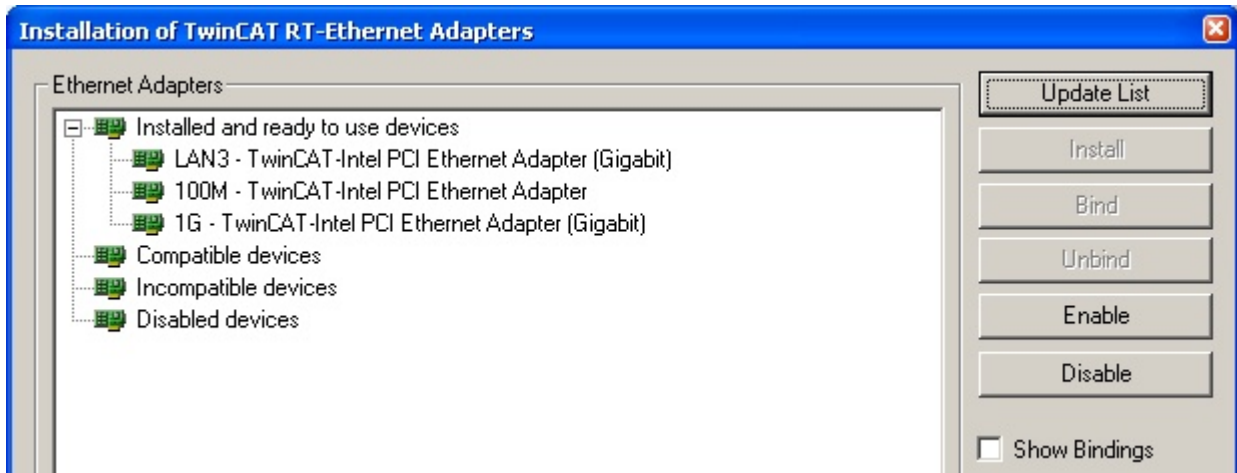 Installation of TwinCAT RT-Ethernet Adapters
Ethernet Adapters
Installed and ready to use devices
LAN3 - TwinCAT-Intel PCI Ethernet Adapter (Gigabit)
100M - TwinCAT-Intel PCI Ethernet Adapter
1G - TwinCAT-Intel PCI Ethernet Adapter (Gigabit)
Compatible devices
Incompatible devices
Disabled devices
Update List
Install
Bind
Unbind
Enable
Disable
Show Bindings